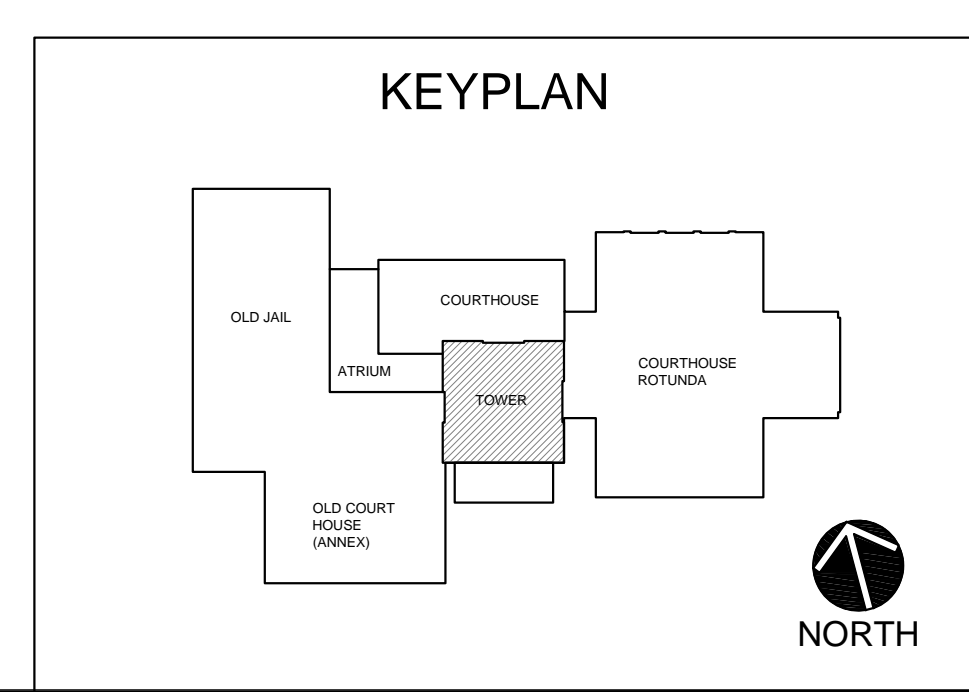 KEYPLAN
OLD JAIL
ATRIUM
COURTHOUSE
TOWER
COURTHOUSE
ROTUNDA
OLD COURT
HOUSE
(ANNEX)
NORTH